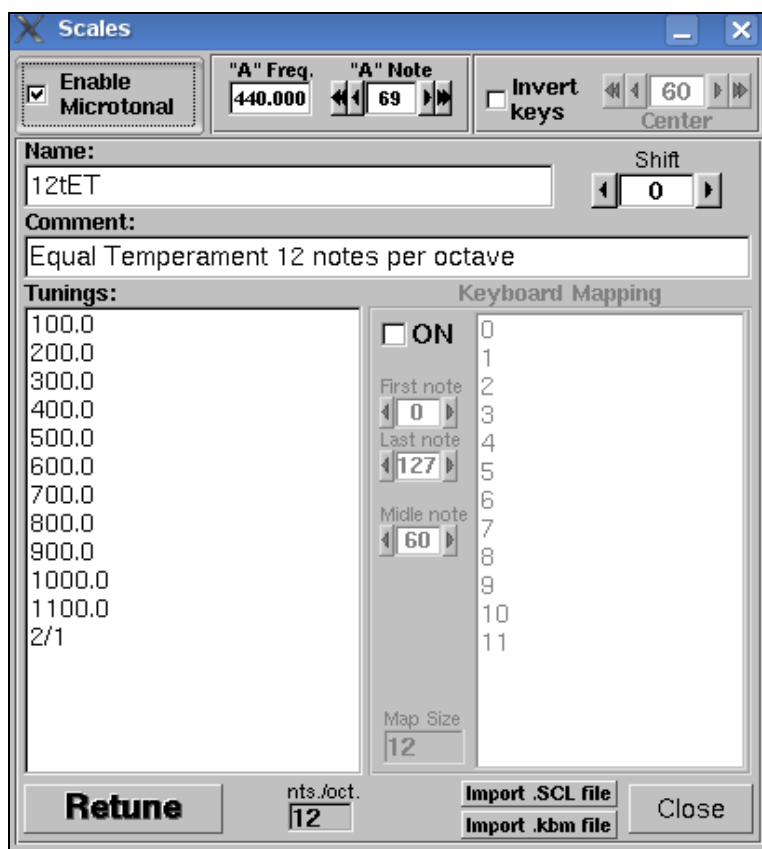 Scales
Enable
Microtonal
"A" Freq.
440.000
"A" Note
69
Invert
keys
60
Center
Name:
12tET
Shift
0
Comment:
Equal Temperament 12 notes per octave
Tunings:
100.0
200.0
300.0
400.0
500.0
600.0
700.0
800.0
900.0
1000.0
1100.0
2/1
Keyboard Mapping
ON
First note
0
Last note
127
Midle note
60
Map Size
12
0
1
2
3
4
5
6
7
8
9
10
11
Retune
nts./oct.
12
Import .SCL file
Import .kbm file
Close